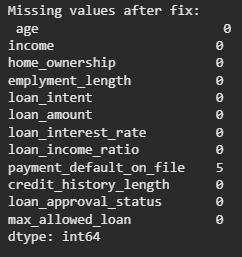 Missing values after fix:
age 0
income 0
home_ownership 0
emplyment_length 0
loan_intent 0
loan_amount 0
loan_interest_rate 0
loan_income_ratio 0
payment_default_on_file 5
credit_history_length 0
loan_approval_status 0
max_allowed_loan 0
dtype: int64